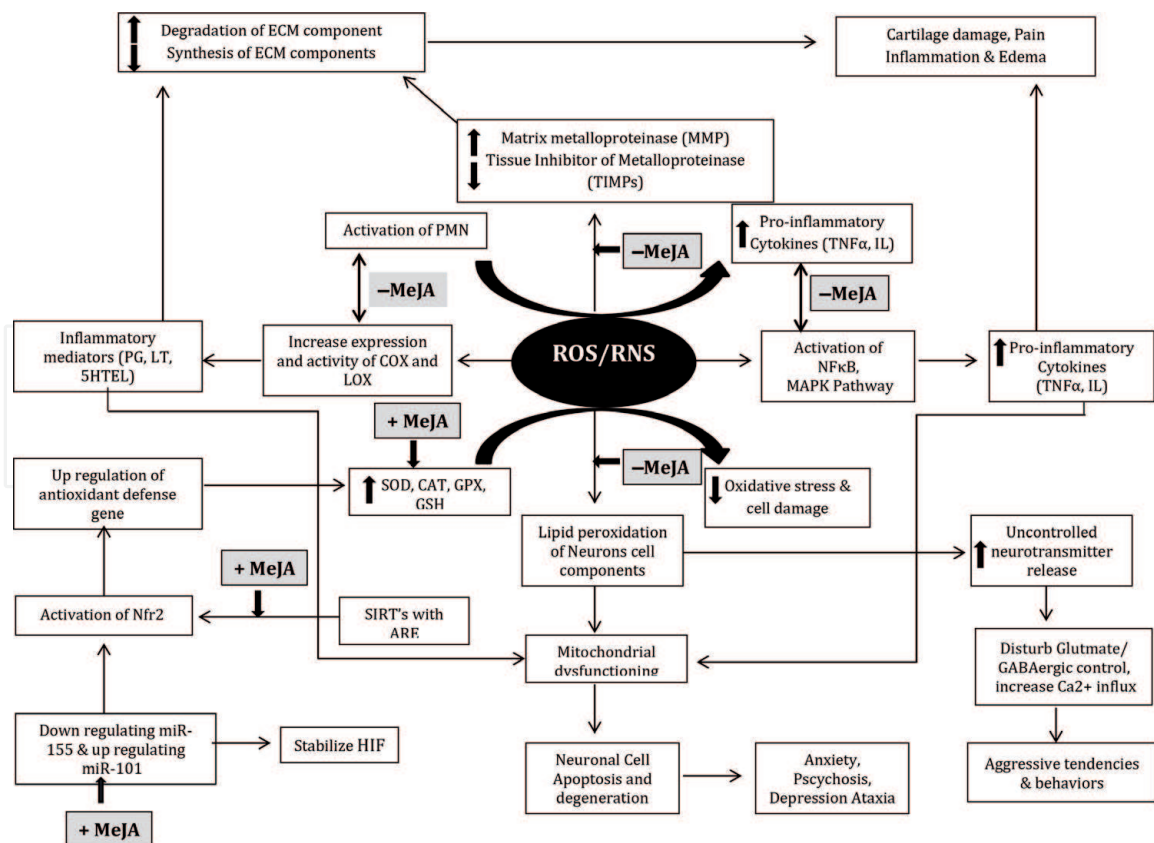 Degradation of ECM component
Synthesis of ECM components
Cartilage damage, Pain
Inflammation & Edema
Matrix metalloproteinase (MMP)
Tissue Inhibitor of Metalloproteinase
(TIMPs)
Activation of PMN
–MeJA
Pro-inflammatory
Cytokines (TNFα, IL)
–MeJA
–MeJA
Inflammatory
mediators (PG, LT,
5HTEL)
Increase expression
and activity of COX and
LOX
ROS/RNS
Activation of
NFκB,
MAPK Pathway
Pro-inflammatory
Cytokines
(TNFα, IL)
+ MeJA
–MeJA
Up regulation of
antioxidant defense
gene
SOD, CAT, GPX,
GSH
Oxidative stress &
cell damage
Lipid peroxidation
of Neurons cell
components
Uncontrolled
neurotransmitter
release
+ MeJA
Activation of Nfr2
SIRT's with
ARE
Mitochondrial
dysfunctioning
Disturb Glutmate/
GABAergic control,
increase Ca2+ influx
Down regulating miR-
155 & up regulating
miR-101
Stabilize HIF
Neuronal Cell
Apoptosis and
degeneration
Anxiety,
Pscychosis,
Depression Ataxia
Aggressive tendencies
& behaviors
+ MeJA